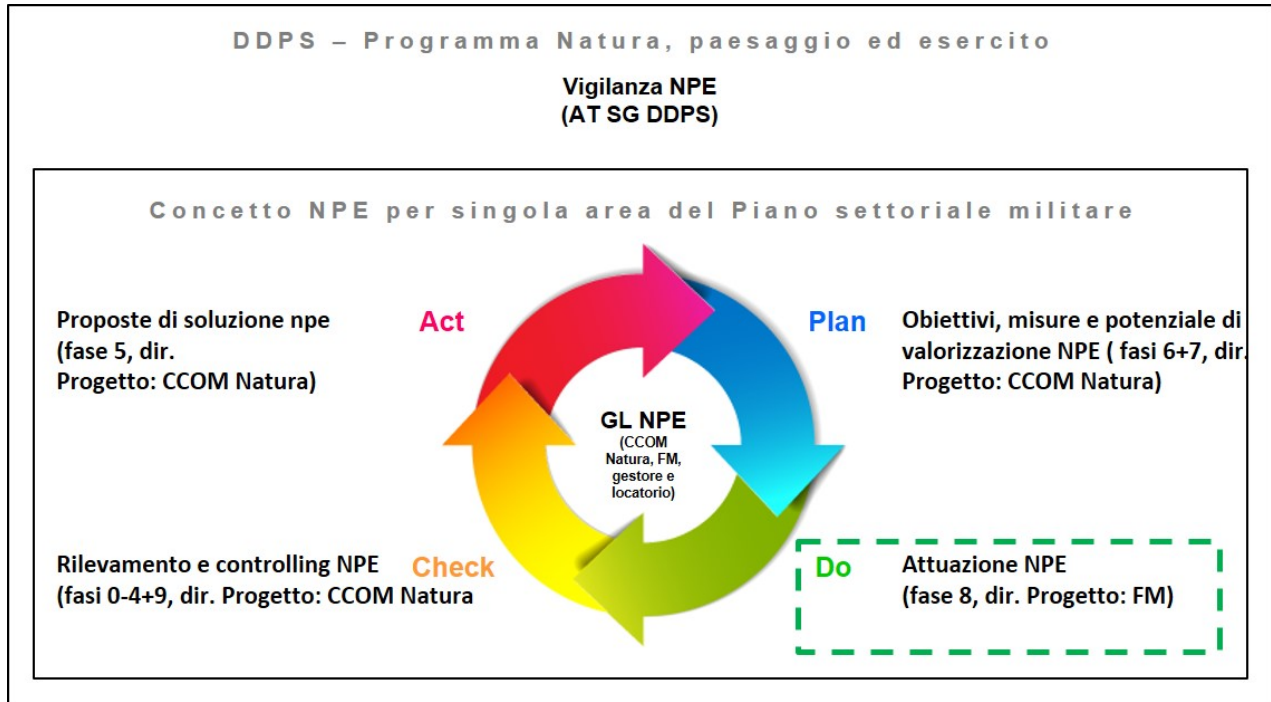 DDPS – Programma Natura, paesaggio ed esercito
Vigilanza NPE
(AT SG DDPS)
Concetto NPE per singola area del Piano settoriale militare
Proposte di soluzione npe
(fase 5, dir.
Progetto: CCOM Natura)
Act
Plan
Obiettivi, misure e potenziale di
valorizzazione NPE ( fasi 6+7, dir.
Progetto: CCOM Natura)
GL NPE
(CCOM
Natura, FM,
gestore e
locatorio)
Rilevamento e controlling NPE
(fasi 0-4+9, dir. Progetto: CCOM Natura
Check
Do
Attuazione NPE
(fase 8, dir. Progetto: FM)